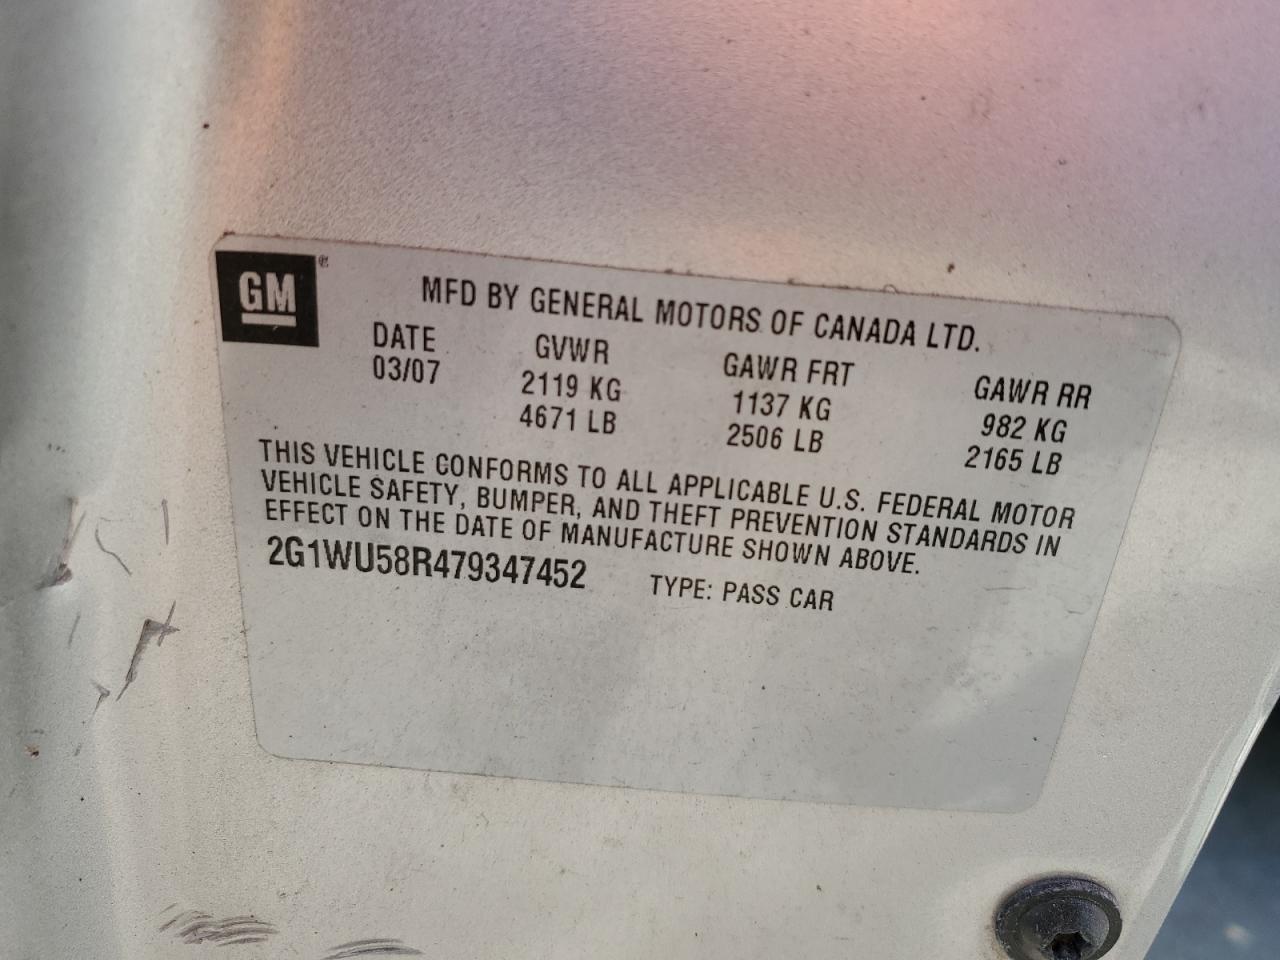 GM
MFD BY GENERAL MOTORS OF CANADA LTD.
DATE GVWR GAWR FRT GAWR RR
03/07 2119 KG 1137 KG 982 KG
4671 LB 2506 LB 2165 LB
THIS VEHICLE CONFORMS TO ALL APPLICABLE U.S. FEDERAL MOTOR
VEHICLE SAFETY, BUMPER, AND THEFT PREVENTION STANDARDS IN
EFFECT ON THE DATE OF MANUFACTURE SHOWN ABOVE.
2G1WU58R479347452 TYPE: PASS CAR